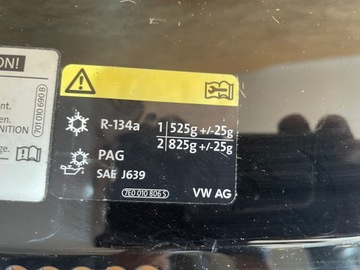 ION!
nt.
on.
NITION
ge.
701 010 690 B
R-134a 1 525g +/-25g
2 825g +/-25g
PAG
SAE J639
7E0 010 806 S VW AG